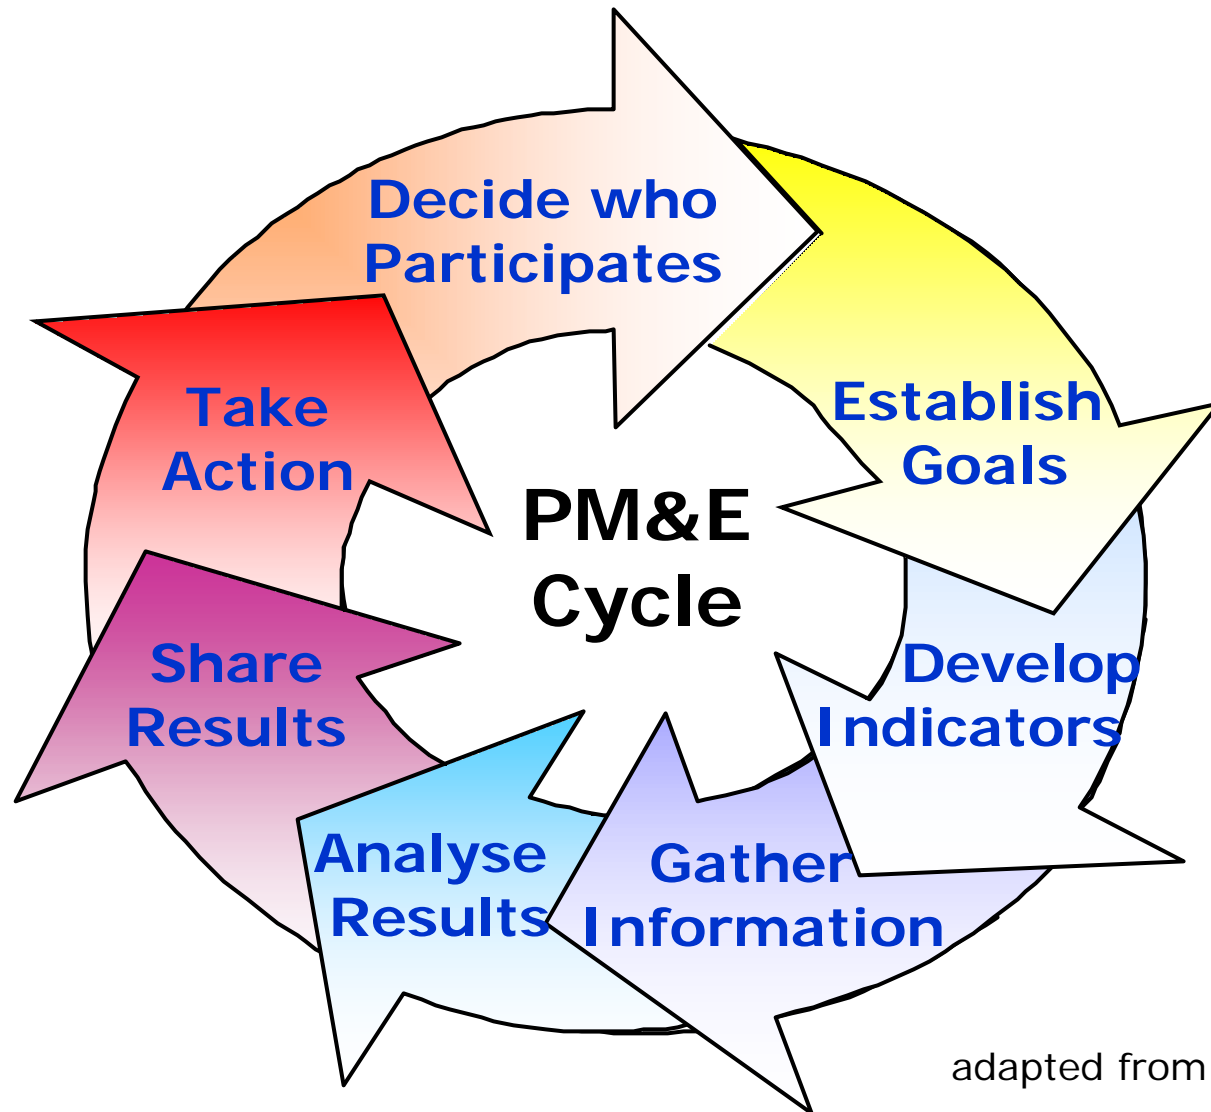 Decide who
Participates
Establish
Goals
Develop
Indicators
Gather
Information
Analyse
Results
Share
Results
Take
Action
PM&E
Cycle
adapted from